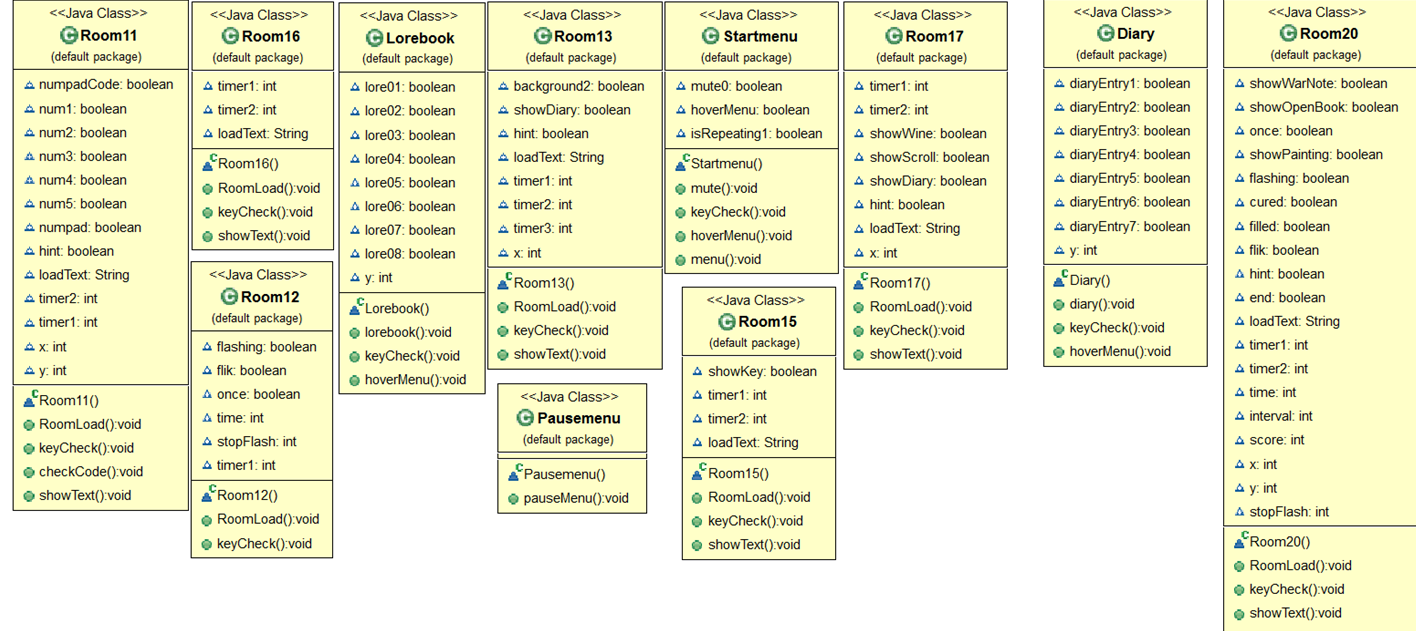 <<Java Class>>
Room11
(default package)
numpadCode: boolean
num1: boolean
num2: boolean
num3: boolean
num4: boolean
num5: boolean
numpad: boolean
hint: boolean
loadText: String
timer2: int
timer1: int
x: int
y: int
Room11()
RoomLoad():void
keyCheck():void
checkCode():void
showText():void
<<Java Class>>
Room16
(default package)
timer1: int
timer2: int
loadText: String
Room16()
RoomLoad():void
keyCheck():void
showText():void
<<Java Class>>
Room12
(default package)
flashing: boolean
flik: boolean
once: boolean
time: int
stopFlash: int
timer1: int
Room12()
RoomLoad():void
keyCheck():void
<<Java Class>>
Lorebook
(default package)
lore01: boolean
lore02: boolean
lore03: boolean
lore04: boolean
lore05: boolean
lore06: boolean
lore07: boolean
lore08: boolean
y: int
Lorebook()
lorebook():void
keyCheck():void
hoverMenu():void
<<Java Class>>
Room13
(default package)
background2: boolean
showDiary: boolean
hint: boolean
loadText: String
timer1: int
timer2: int
timer3: int
x: int
Room13()
RoomLoad():void
keyCheck():void
showText():void
<<Java Class>>
Pausemenu
(default package)
Pausemenu()
pauseMenu():void
<<Java Class>>
Startmenu
(default package)
mute0: boolean
hoverMenu: boolean
isRepeating1: boolean
Startmenu()
mute():void
keyCheck():void
hoverMenu():void
menu():void
<<Java Class>>
Room15
(default package)
showKey: boolean
timer1: int
timer2: int
loadText: String
Room15()
RoomLoad():void
keyCheck():void
showText():void
<<Java Class>>
Room17
(default package)
timer1: int
timer2: int
showWine: boolean
showScroll: boolean
showDiary: boolean
hint: boolean
loadText: String
x: int
Room17()
RoomLoad():void
keyCheck():void
showText():void
<<Java Class>>
Diary
(default package)
diaryEntry1: boolean
diaryEntry2: boolean
diaryEntry3: boolean
diaryEntry4: boolean
diaryEntry5: boolean
diaryEntry6: boolean
diaryEntry7: boolean
y: int
Diary()
diary():void
keyCheck():void
hoverMenu():void
<<Java Class>>
Room20
(default package)
showWarNote: boolean
showOpenBook: boolean
once: boolean
showPainting: boolean
flashing: boolean
cured: boolean
filled: boolean
flik: boolean
hint: boolean
end: boolean
loadText: String
timer1: int
timer2: int
time: int
interval: int
score: int
x: int
y: int
stopFlash: int
Room20()
RoomLoad():void
keyCheck():void
showText():void